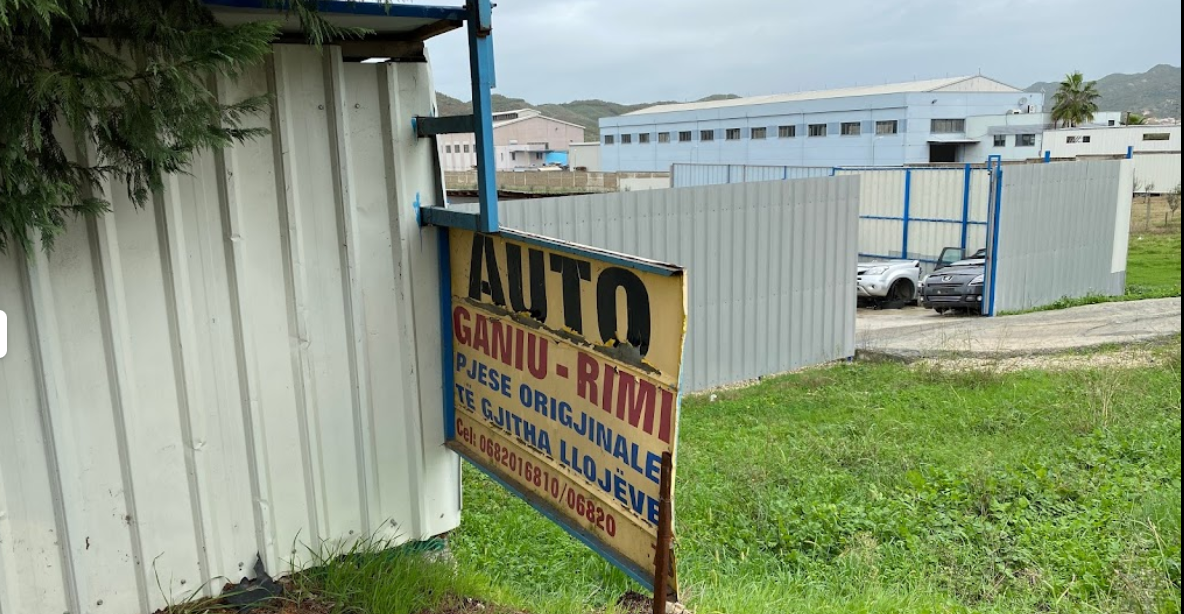 AUTO
GANIU - RIMI
PJESE ORIGJINALE
TË GJITHA LLOJËVE
Cel: 0682016810/06820